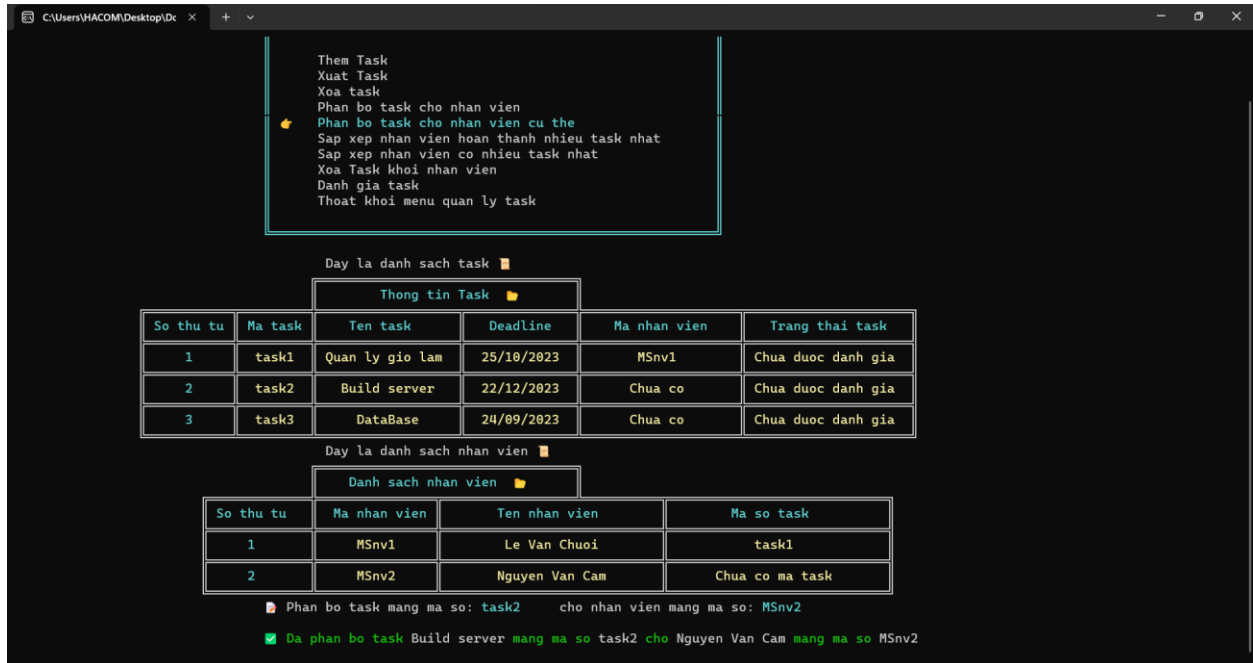 C:\Users\HACOM\Desktop\Dc
Them Task
Xuat Task
Xoa task
Phan bo task cho nhan vien
Phan bo task cho nhan vien cu the
Sap xep nhan vien hoan thanh nhieu task nhat
Sap xep nhan vien co nhieu task nhat
Xoa Task khoi nhan vien
Danh gia task
Thoat khoi menu quan ly task
Day la danh sach task
Thong tin Task
So thu tu Ma task Ten task Deadline Ma nhan vien Trang thai task
1 task1 Quan ly gio lam 25/10/2023 MSnv1 Chua duoc danh gia
2 task2 Build server 22/12/2023 Chua co Chua duoc danh gia
3 task3 DataBase 24/09/2023 Chua co Chua duoc danh gia
Day la danh sach nhan vien
Danh sach nhan vien
So thu tu Ma nhan vien Ten nhan vien Ma so task
1 MSnv1 Le Van Chuoi task1
2 MSnv2 Nguyen Van Cam Chua co ma task
Phan bo task mang ma so: task2 cho nhan vien mang ma so: MSnv2
Da phan bo task Build server mang ma so task2 cho Nguyen Van Cam mang ma so MSnv2